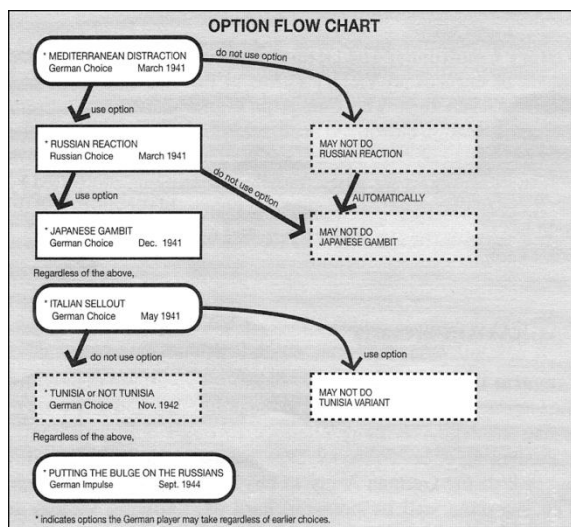 OPTION FLOW CHART
* MEDITERRANEAN DISTRACTION
German Choice March 1941
do not use option
use option
* RUSSIAN REACTION
Russian Choice March 1941
MAY NOT DO
RUSSIAN REACTION
use option
do not use option
AUTOMATICALLY
* JAPANESE GAMBIT
German Choice Dec. 1941
MAY NOT DO
JAPANESE GAMBIT
Regardless of the above,
* ITALIAN SELLOUT
German Choice May 1941
do not use option
use option
* TUNISIA or NOT TUNISIA
German Choice Nov. 1942
MAY NOT DO
TUNISIA VARIANT
Regardless of the above,
* PUTTING THE BULGE ON THE RUSSIANS
German Impulse Sept. 1944
* indicates options the German player may take regardless of earlier choices.